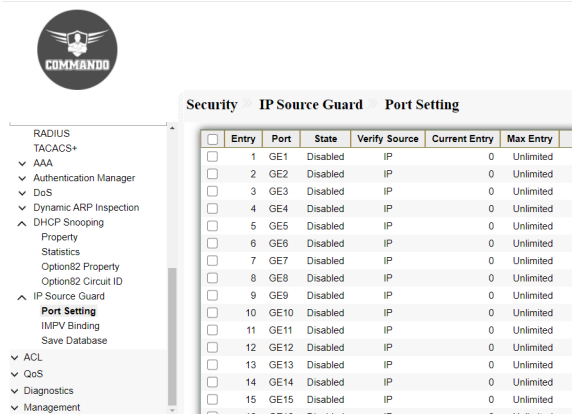 COMMANDO
Security IP Source Guard Port Setting
RADIUS
TACACS+
AAA
Authentication Manager
DoS
Dynamic ARP Inspection
DHCP Snooping
Property
Statistics
Option82 Property
Option82 Circuit ID
IP Source Guard
Port Setting
IMPV Binding
Save Database
ACL
QoS
Diagnostics
Management
Entry Port State Verify Source Current Entry Max Entry
1 GE1 Disabled IP 0 Unlimited
2 GE2 Disabled IP 0 Unlimited
3 GE3 Disabled IP 0 Unlimited
4 GE4 Disabled IP 0 Unlimited
5 GE5 Disabled IP 0 Unlimited
6 GE6 Disabled IP 0 Unlimited
7 GE7 Disabled IP 0 Unlimited
8 GE8 Disabled IP 0 Unlimited
9 GE9 Disabled IP 0 Unlimited
10 GE10 Disabled IP 0 Unlimited
11 GE11 Disabled IP 0 Unlimited
12 GE12 Disabled IP 0 Unlimited
13 GE13 Disabled IP 0 Unlimited
14 GE14 Disabled IP 0 Unlimited
15 GE15 Disabled IP 0 Unlimited